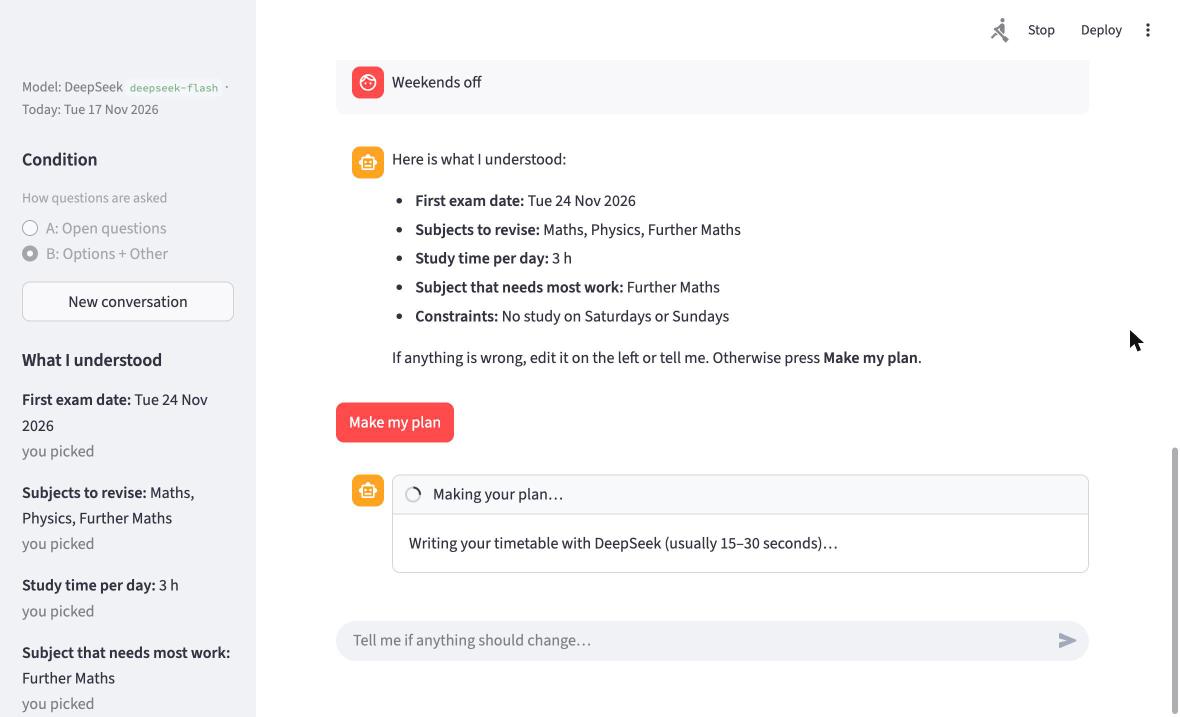 Stop
Deploy
Model: DeepSeek deepseek-flash ·
Today: Tue 17 Nov 2026
Condition
How questions are asked
A: Open questions
B: Options + Other
New conversation
What I understood
First exam date: Tue 24 Nov
2026
you picked
Subjects to revise: Maths,
Physics, Further Maths
you picked
Study time per day: 3 h
you picked
Subject that needs most work:
Further Maths
you picked
Weekends off
Here is what I understood:
• First exam date: Tue 24 Nov 2026
• Subjects to revise: Maths, Physics, Further Maths
• Study time per day: 3 h
• Subject that needs most work: Further Maths
• Constraints: No study on Saturdays or Sundays
If anything is wrong, edit it on the left or tell me. Otherwise press Make my plan.
Make my plan
Making your plan…
Writing your timetable with DeepSeek (usually 15–30 seconds)…
Tell me if anything should change…